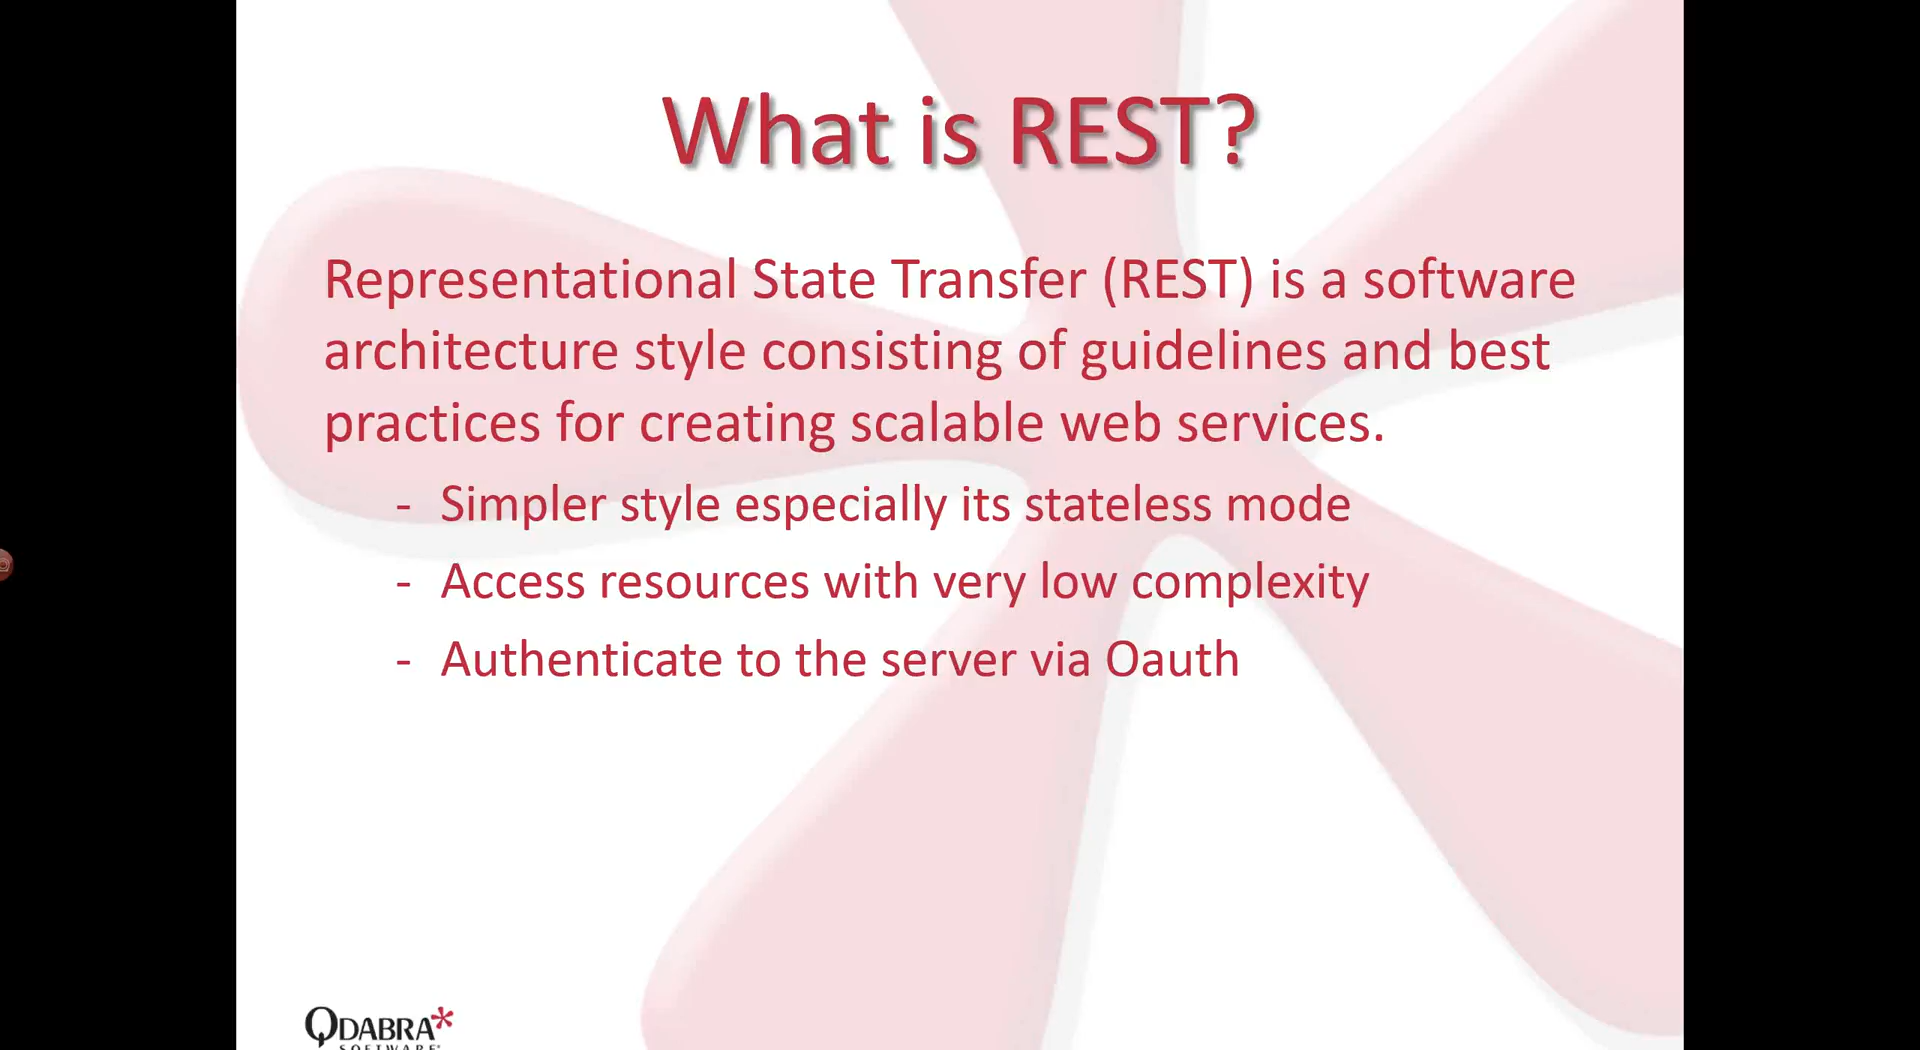 What is REST?
Representational State Transfer (REST) is a software
architecture style consisting of guidelines and best
practices for creating scalable web services.
- Simpler style especially its stateless mode
- Access resources with very low complexity
- Authenticate to the server via Oauth
QDABRA*
SOFTWARE